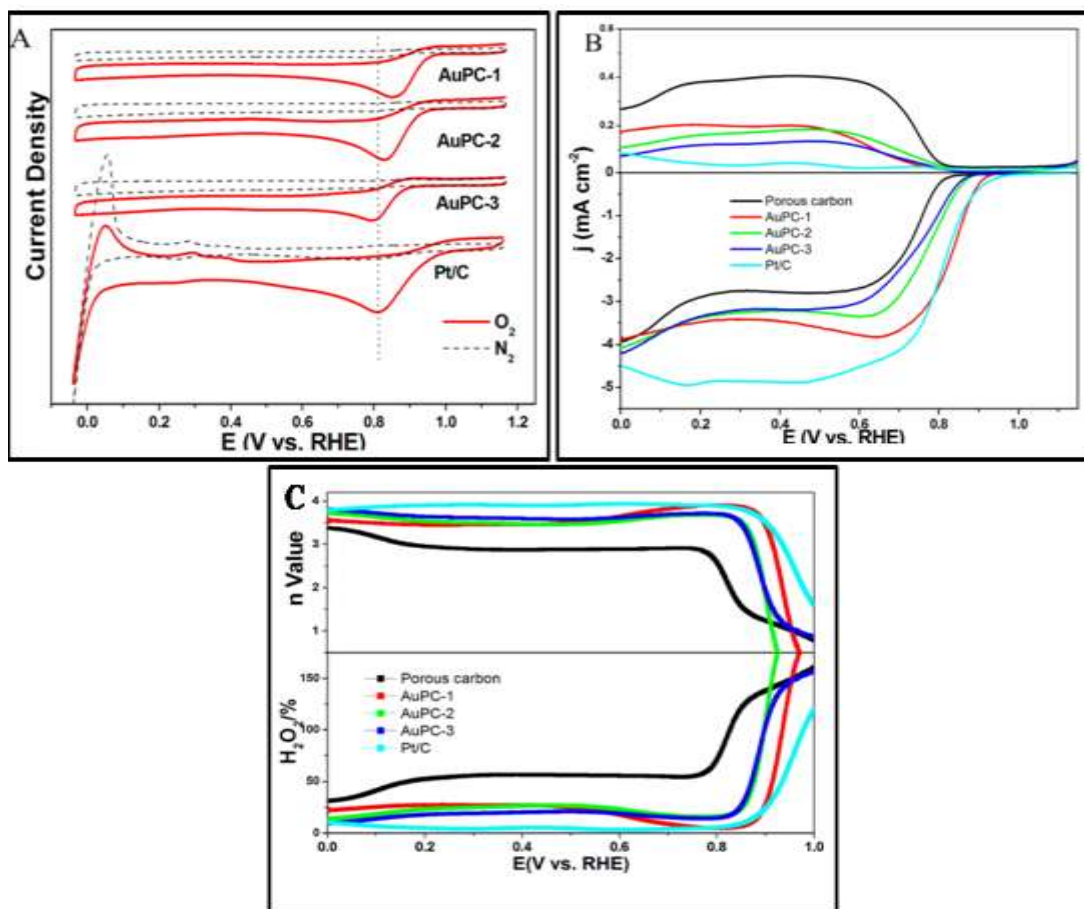 A
AuPC-1
AuPC-2
AuPC-3
Pt/C
O₂
N₂
Current Density
0.0 0.2 0.4 0.6 0.8 1.0 1.2
E (V vs. RHE)
B
0.4
0.2
0
-1
-2
-3
-4
-5
j (mA cm⁻²)
Porous carbon
AuPC-1
AuPC-2
AuPC-3
Pt/C
0.0 0.2 0.4 0.6 0.8 1.0
E (V vs. RHE)
C
4
3
2
1
n Value
150
100
50
0
H₂O₂/%
Porous carbon
AuPC-1
AuPC-2
AuPC-3
Pt/C
0.0 0.2 0.4 0.6 0.8 1.0
E(V vs. RHE)